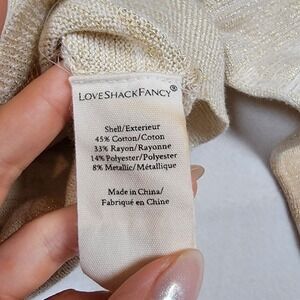 LOVESHACKFANCY®
Shell/Exterieur
45% Cotton/Coton
33% Rayon/Rayonne
14% Polyester/Polyester
8% Metallic/Métallique
Made in China/
Fabriqué en Chine